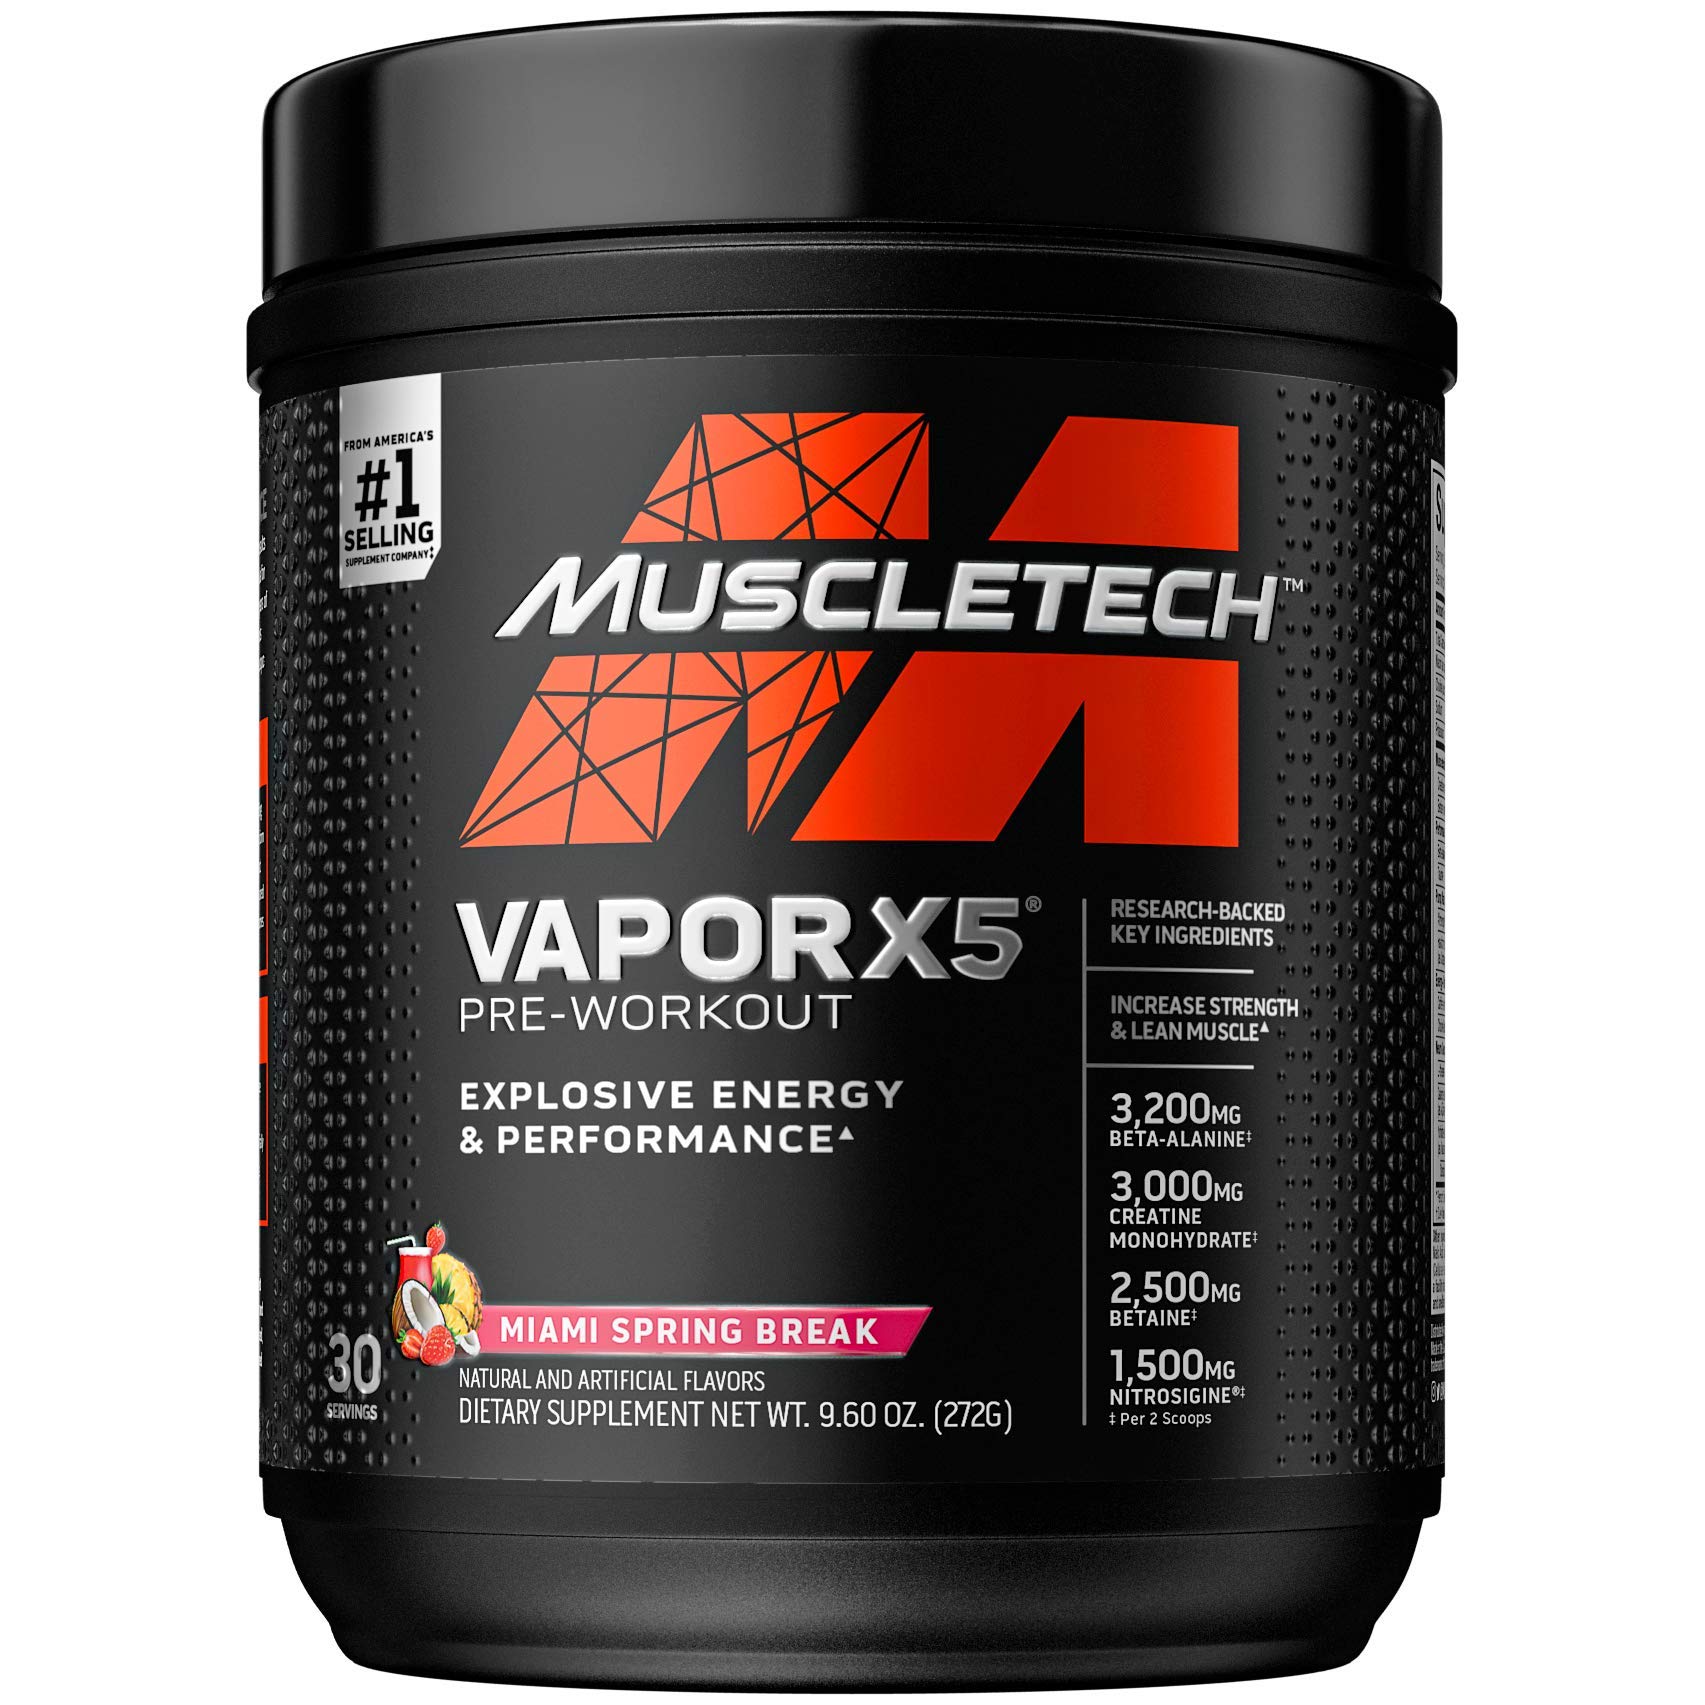 FROM AMERICA'S
#1
SELLING
SUPPLEMENT COMPANY‡
MUSCLETECH™
VAPOR X5®
PRE-WORKOUT
EXPLOSIVE ENERGY
& PERFORMANCE▲
MIAMI SPRING BREAK
30
SERVINGS
NATURAL AND ARTIFICIAL FLAVORS
DIETARY SUPPLEMENT NET WT. 9.60 OZ. (272G)
RESEARCH-BACKED
KEY INGREDIENTS
INCREASE STRENGTH
& LEAN MUSCLE▲
3,200MG
BETA-ALANINE‡
3,000MG
CREATINE
MONOHYDRATE‡
2,500MG
BETAINE‡
1,500MG
NITROSIGINE®‡
‡ Per 2 Scoops